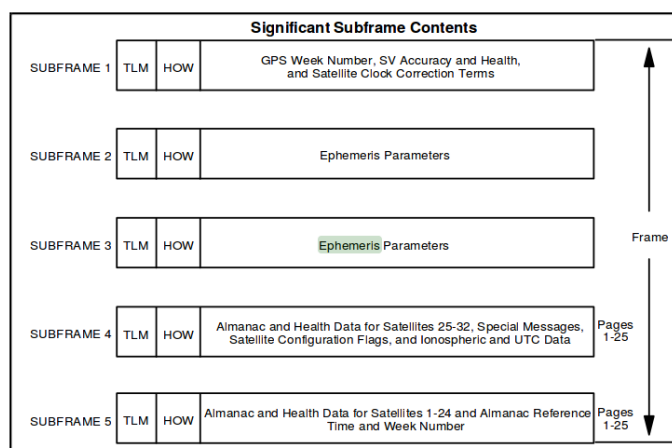 Significant Subframe Contents
SUBFRAME 1 TLM HOW GPS Week Number, SV Accuracy and Health,
and Satellite Clock Correction Terms
SUBFRAME 2 TLM HOW Ephemeris Parameters
SUBFRAME 3 TLM HOW Ephemeris Parameters
Frame
SUBFRAME 4 TLM HOW Almanac and Health Data for Satellites 25-32, Special Messages,
Satellite Configuration Flags, and Ionospheric and UTC Data
Pages
1-25
SUBFRAME 5 TLM HOW Almanac and Health Data for Satellites 1-24 and Almanac Reference
Time and Week Number
Pages
1-25